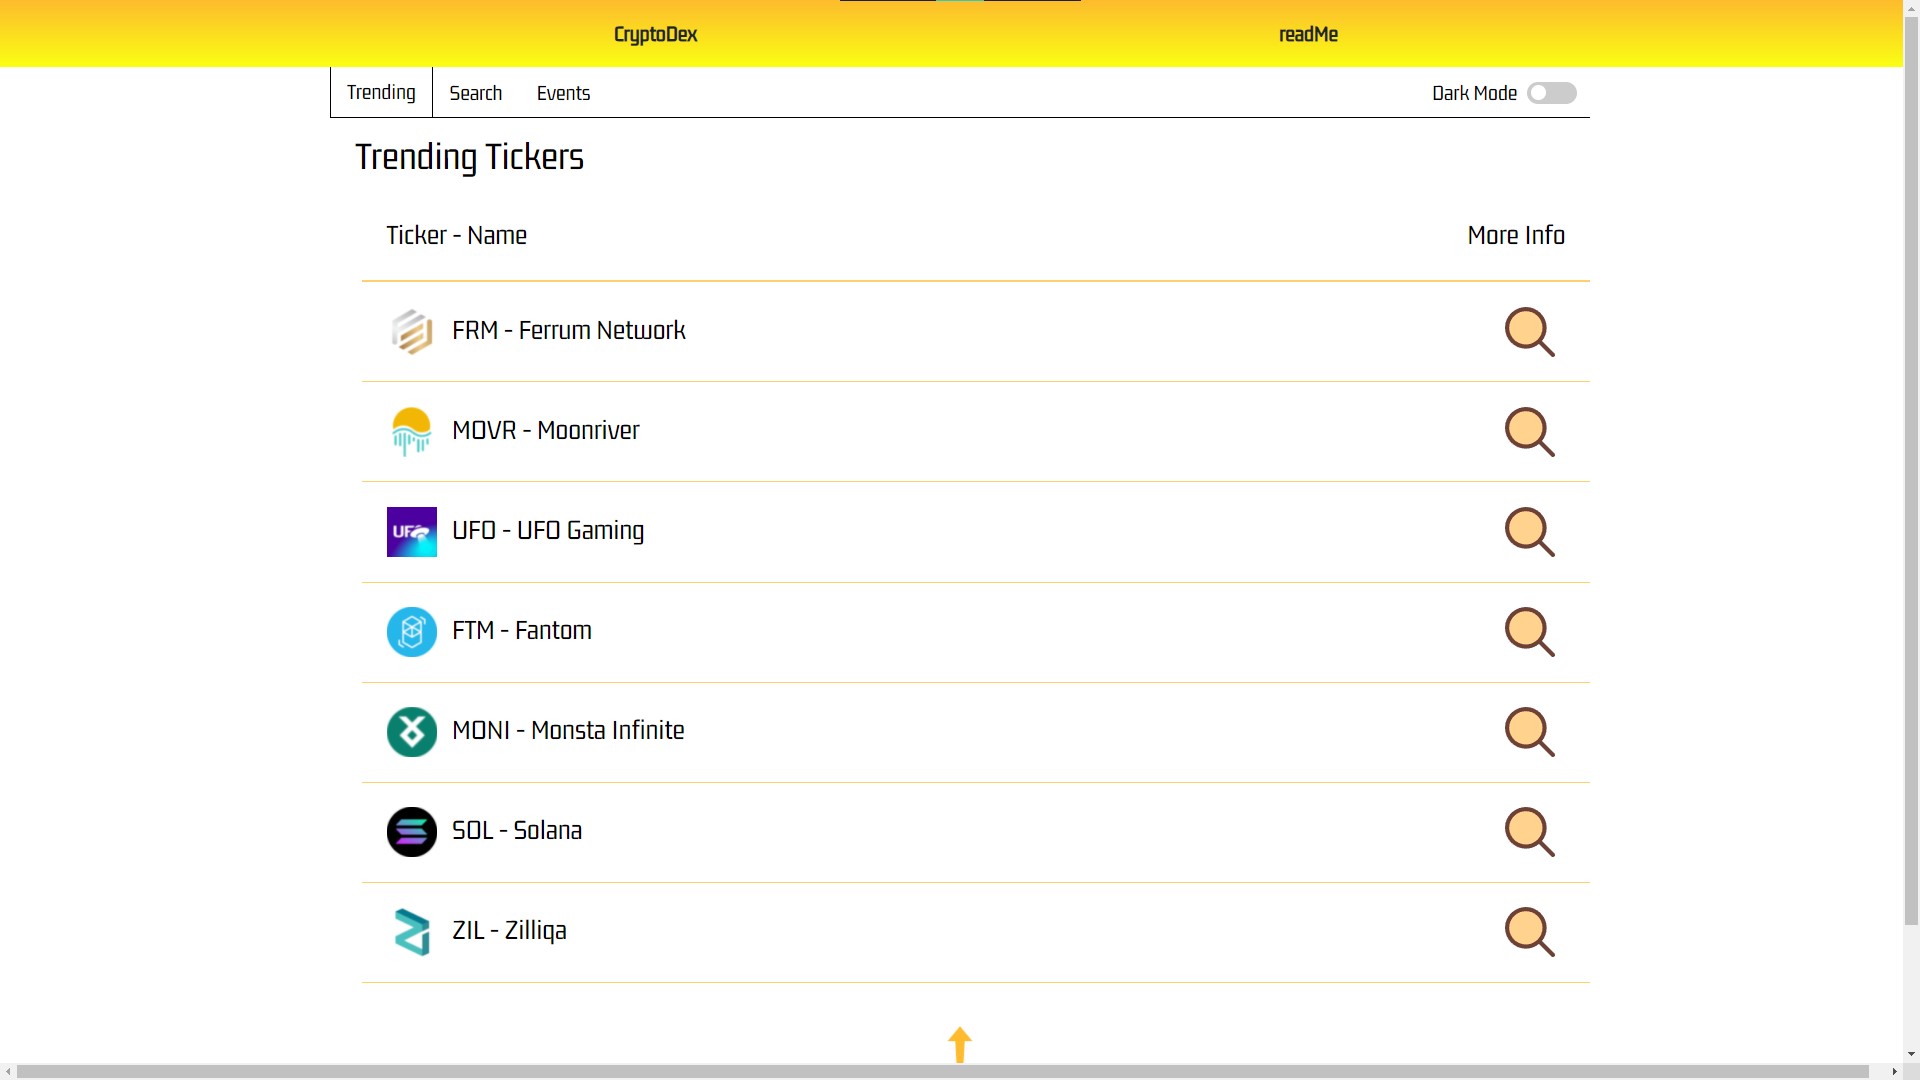 CryptoDex readMe
Trending Search Events Dark Mode
Trending Tickers
Ticker - Name More Info
FRM - Ferrum Network
MOVR - Moonriver
UFO
UFO - UFO Gaming
FTM - Fantom
MONI - Monsta Infinite
SOL - Solana
ZIL - Zilliqa